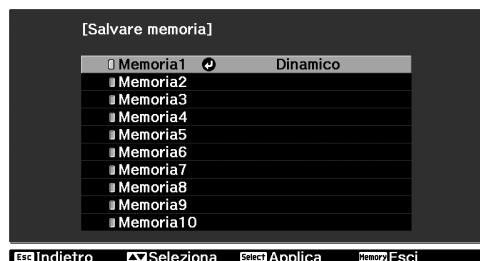 [Salvare memoria]
Memoria1 Dinamico
Memoria2
Memoria3
Memoria4
Memoria5
Memoria6
Memoria7
Memoria8
Memoria9
Memoria10
Esc Indietro Seleziona Select Applica Memory Esci